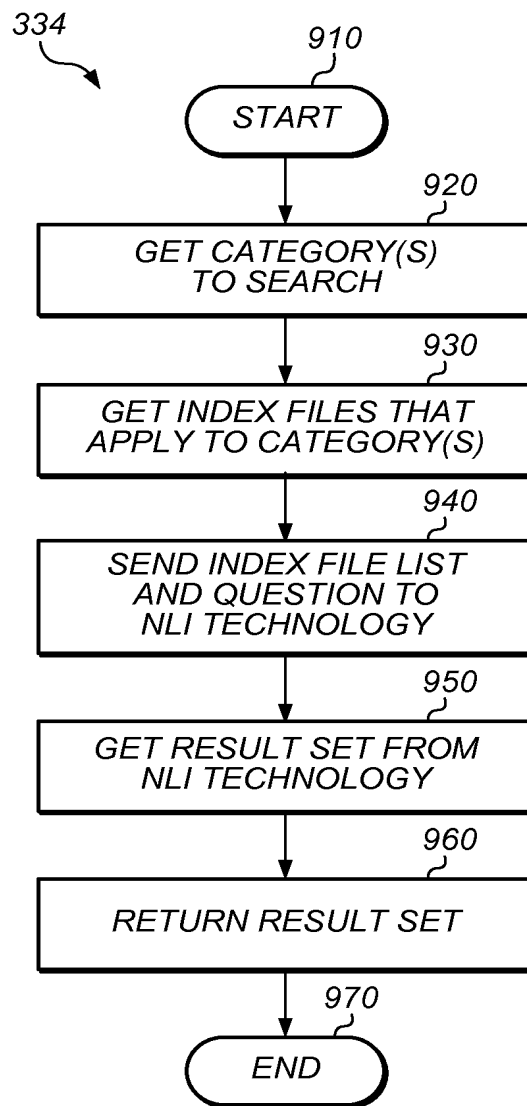 334
910
START
920
GET CATEGORY(S)
TO SEARCH
930
GET INDEX FILES THAT
APPLY TO CATEGORY(S)
940
SEND INDEX FILE LIST
AND QUESTION TO
NLI TECHNOLOGY
950
GET RESULT SET FROM
NLI TECHNOLOGY
960
RETURN RESULT SET
970
END